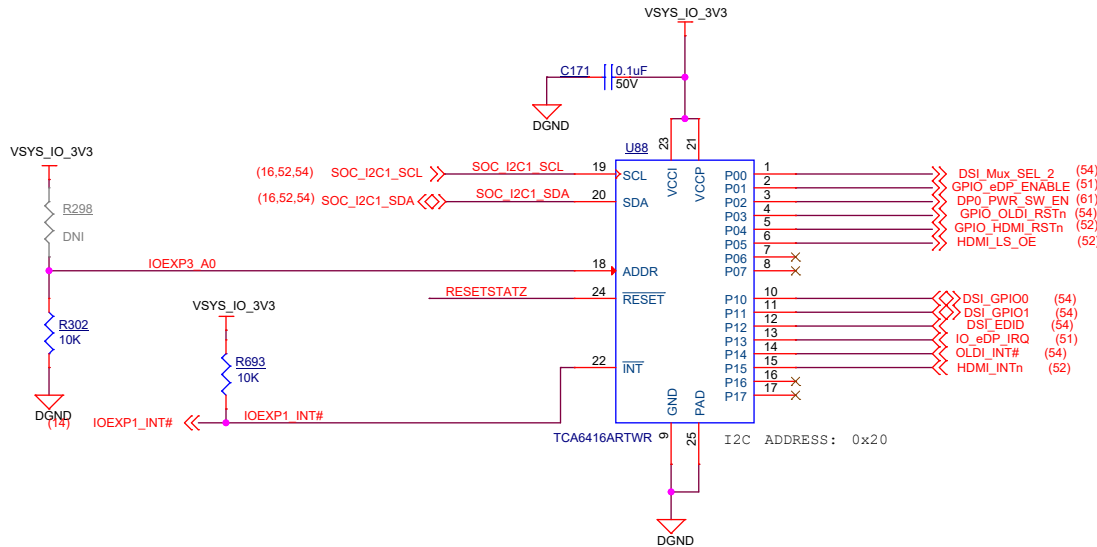 VSYS_IO_3V3
C171
0.1uF
50V
DGND
U88
23
21
VCCI
VCCP
VSYS_IO_3V3
R298
DNI
(16,52,54) SOC_I2C1_SCL
SOC_I2C1_SCL
19
SCL
(16,52,54) SOC_I2C1_SDA
SOC_I2C1_SDA
20
SDA
IOEXP3_A0
18
ADDR
RESETSTATZ
24
RESET
R302
10K
DGND
VSYS_IO_3V3
R693
10K
22
INT
(14) IOEXP1_INT#
IOEXP1_INT#
P00 1 DSI_Mux_SEL_2 (54)
P01 2 GPIO_eDP_ENABLE (51)
P02 3 DP0_PWR_SW_EN (61)
P03 4 GPIO_OLDI_RSTn (54)
P04 5 GPIO_HDMI_RSTn (52)
P05 6 HDMI_LS_OE (52)
P06 7
P07 8
P10 10 DSI_GPIO0 (54)
P11 11 DSI_GPIO1 (54)
P12 12 DSI_EDID (54)
P13 13 IO_eDP_IRQ (51)
P14 14 OLDI_INT# (54)
P15 15 HDMI_INTn (52)
P16 16
P17 17
GND
PAD
TCA6416ARTWR
9
25
I2C ADDRESS: 0x20
DGND